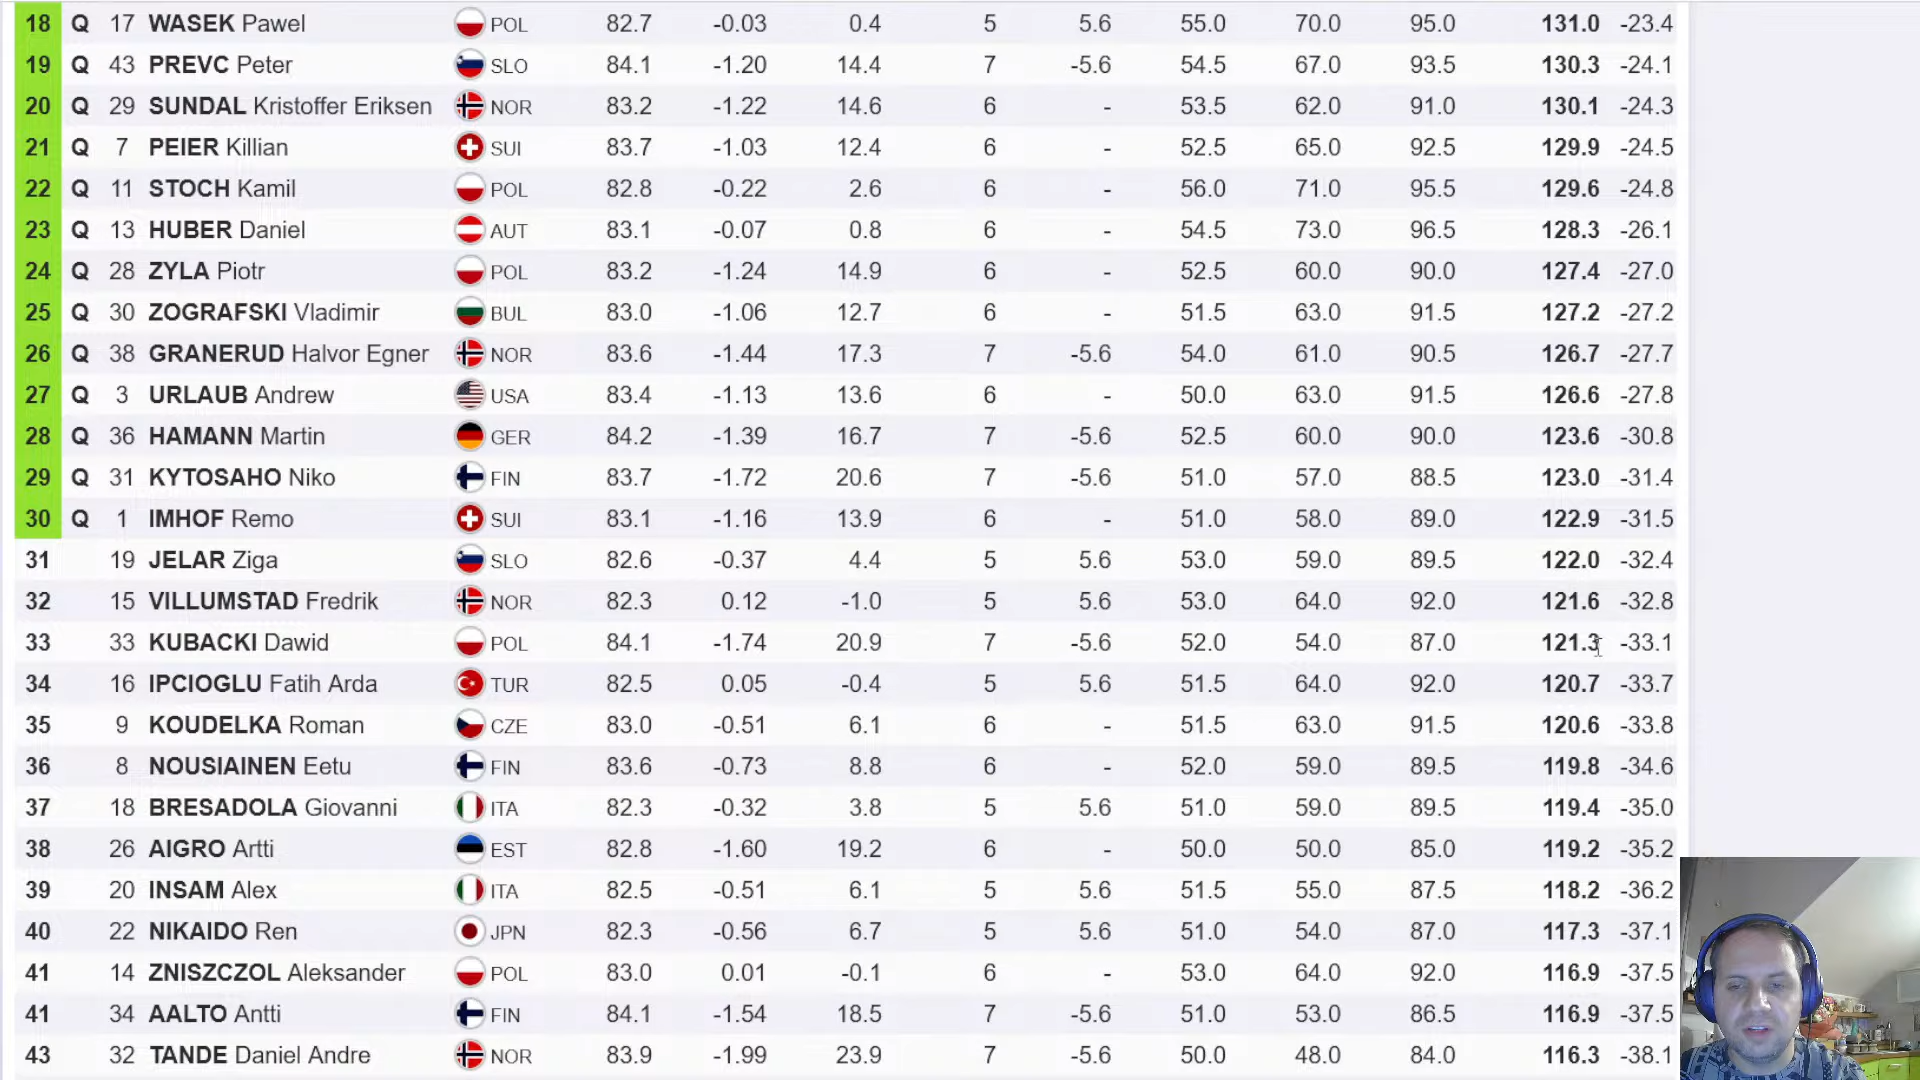 18 Q 17 WASEK Pawel POL 82.7 -0.03 0.4 5 5.6 55.0 70.0 95.0 131.0 -23.4
19 Q 43 PREVC Peter SLO 84.1 -1.20 14.4 7 -5.6 54.5 67.0 93.5 130.3 -24.1
20 Q 29 SUNDAL Kristoffer Eriksen NOR 83.2 -1.22 14.6 6 - 53.5 62.0 91.0 130.1 -24.3
21 Q 7 PEIER Killian SUI 83.7 -1.03 12.4 6 - 52.5 65.0 92.5 129.9 -24.5
22 Q 11 STOCH Kamil POL 82.8 -0.22 2.6 6 - 56.0 71.0 95.5 129.6 -24.8
23 Q 13 HUBER Daniel AUT 83.1 -0.07 0.8 6 - 54.5 73.0 96.5 128.3 -26.1
24 Q 28 ZYLA Piotr POL 83.2 -1.24 14.9 6 - 52.5 60.0 90.0 127.4 -27.0
25 Q 30 ZOGRAFSKI Vladimir BUL 83.0 -1.06 12.7 6 - 51.5 63.0 91.5 127.2 -27.2
26 Q 38 GRANERUD Halvor Egner NOR 83.6 -1.44 17.3 7 -5.6 54.0 61.0 90.5 126.7 -27.7
27 Q 3 URLAUB Andrew USA 83.4 -1.13 13.6 6 - 50.0 63.0 91.5 126.6 -27.8
28 Q 36 HAMANN Martin GER 84.2 -1.39 16.7 7 -5.6 52.5 60.0 90.0 123.6 -30.8
29 Q 31 KYTOSAHO Niko FIN 83.7 -1.72 20.6 7 -5.6 51.0 57.0 88.5 123.0 -31.4
30 Q 1 IMHOF Remo SUI 83.1 -1.16 13.9 6 - 51.0 58.0 89.0 122.9 -31.5
31 19 JELAR Ziga SLO 82.6 -0.37 4.4 5 5.6 53.0 59.0 89.5 122.0 -32.4
32 15 VILLUMSTAD Fredrik NOR 82.3 0.12 -1.0 5 5.6 53.0 64.0 92.0 121.6 -32.8
33 33 KUBACKI Dawid POL 84.1 -1.74 20.9 7 -5.6 52.0 54.0 87.0 121.3 -33.1
34 16 IPCIOGLU Fatih Arda TUR 82.5 0.05 -0.4 5 5.6 51.5 64.0 92.0 120.7 -33.7
35 9 KOUDELKA Roman CZE 83.0 -0.51 6.1 6 - 51.5 63.0 91.5 120.6 -33.8
36 8 NOUSIAINEN Eetu FIN 83.6 -0.73 8.8 6 - 52.0 59.0 89.5 119.8 -34.6
37 18 BRESADOLA Giovanni ITA 82.3 -0.32 3.8 5 5.6 51.0 59.0 89.5 119.4 -35.0
38 26 AIGRO Artti EST 82.8 -1.60 19.2 6 - 50.0 50.0 85.0 119.2 -35.2
39 20 INSAM Alex ITA 82.5 -0.51 6.1 5 5.6 51.5 55.0 87.5 118.2 -36.2
40 22 NIKAIDO Ren JPN 82.3 -0.56 6.7 5 5.6 51.0 54.0 87.0 117.3 -37.1
41 14 ZNISZCZOL Aleksander POL 83.0 0.01 -0.1 6 - 53.0 64.0 92.0 116.9 -37.5
41 34 AALTO Antti FIN 84.1 -1.54 18.5 7 -5.6 51.0 53.0 86.5 116.9 -37.5
43 32 TANDE Daniel Andre NOR 83.9 -1.99 23.9 7 -5.6 50.0 48.0 84.0 116.3 -38.1